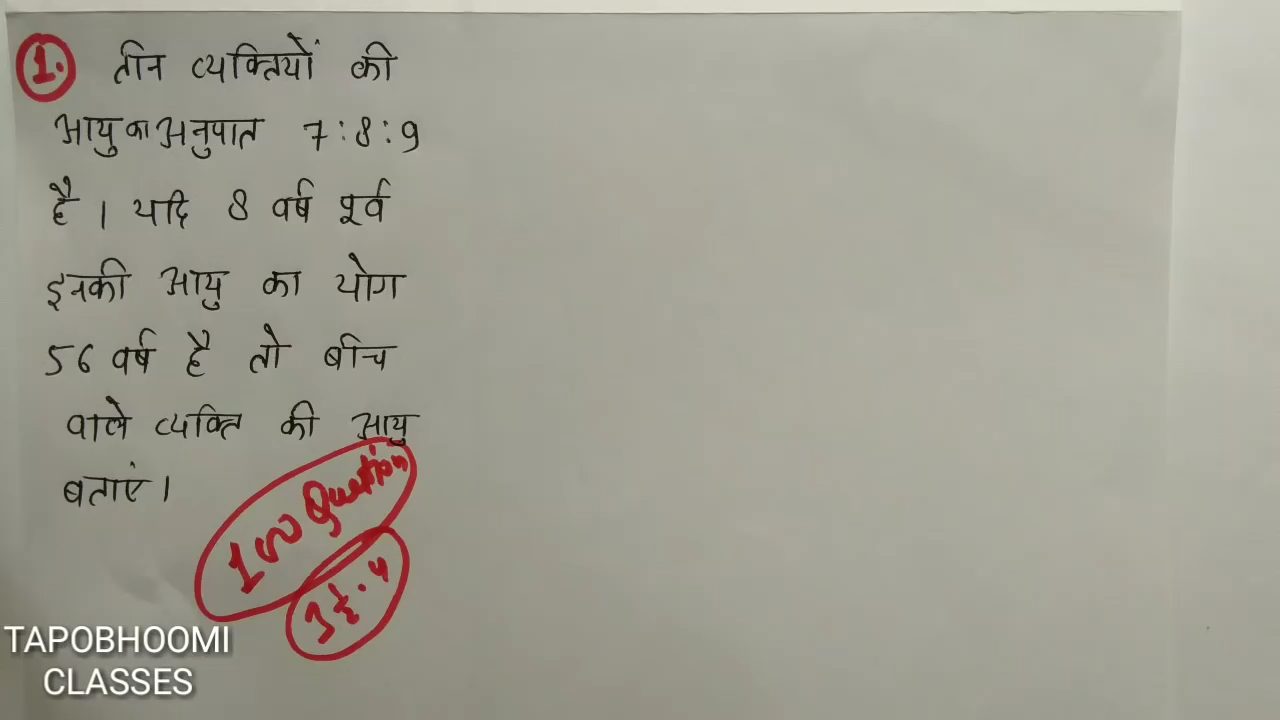 1. तीन व्यक्तियों की
आयु का अनुपात 7:8:9
है। यदि 8 वर्ष पूर्व
इनकी आयु का योग
56 वर्ष है तो बीच
वाले व्यक्ति की आयु
बताएं।
100 Question
TAPOBHOOMI
CLASSES